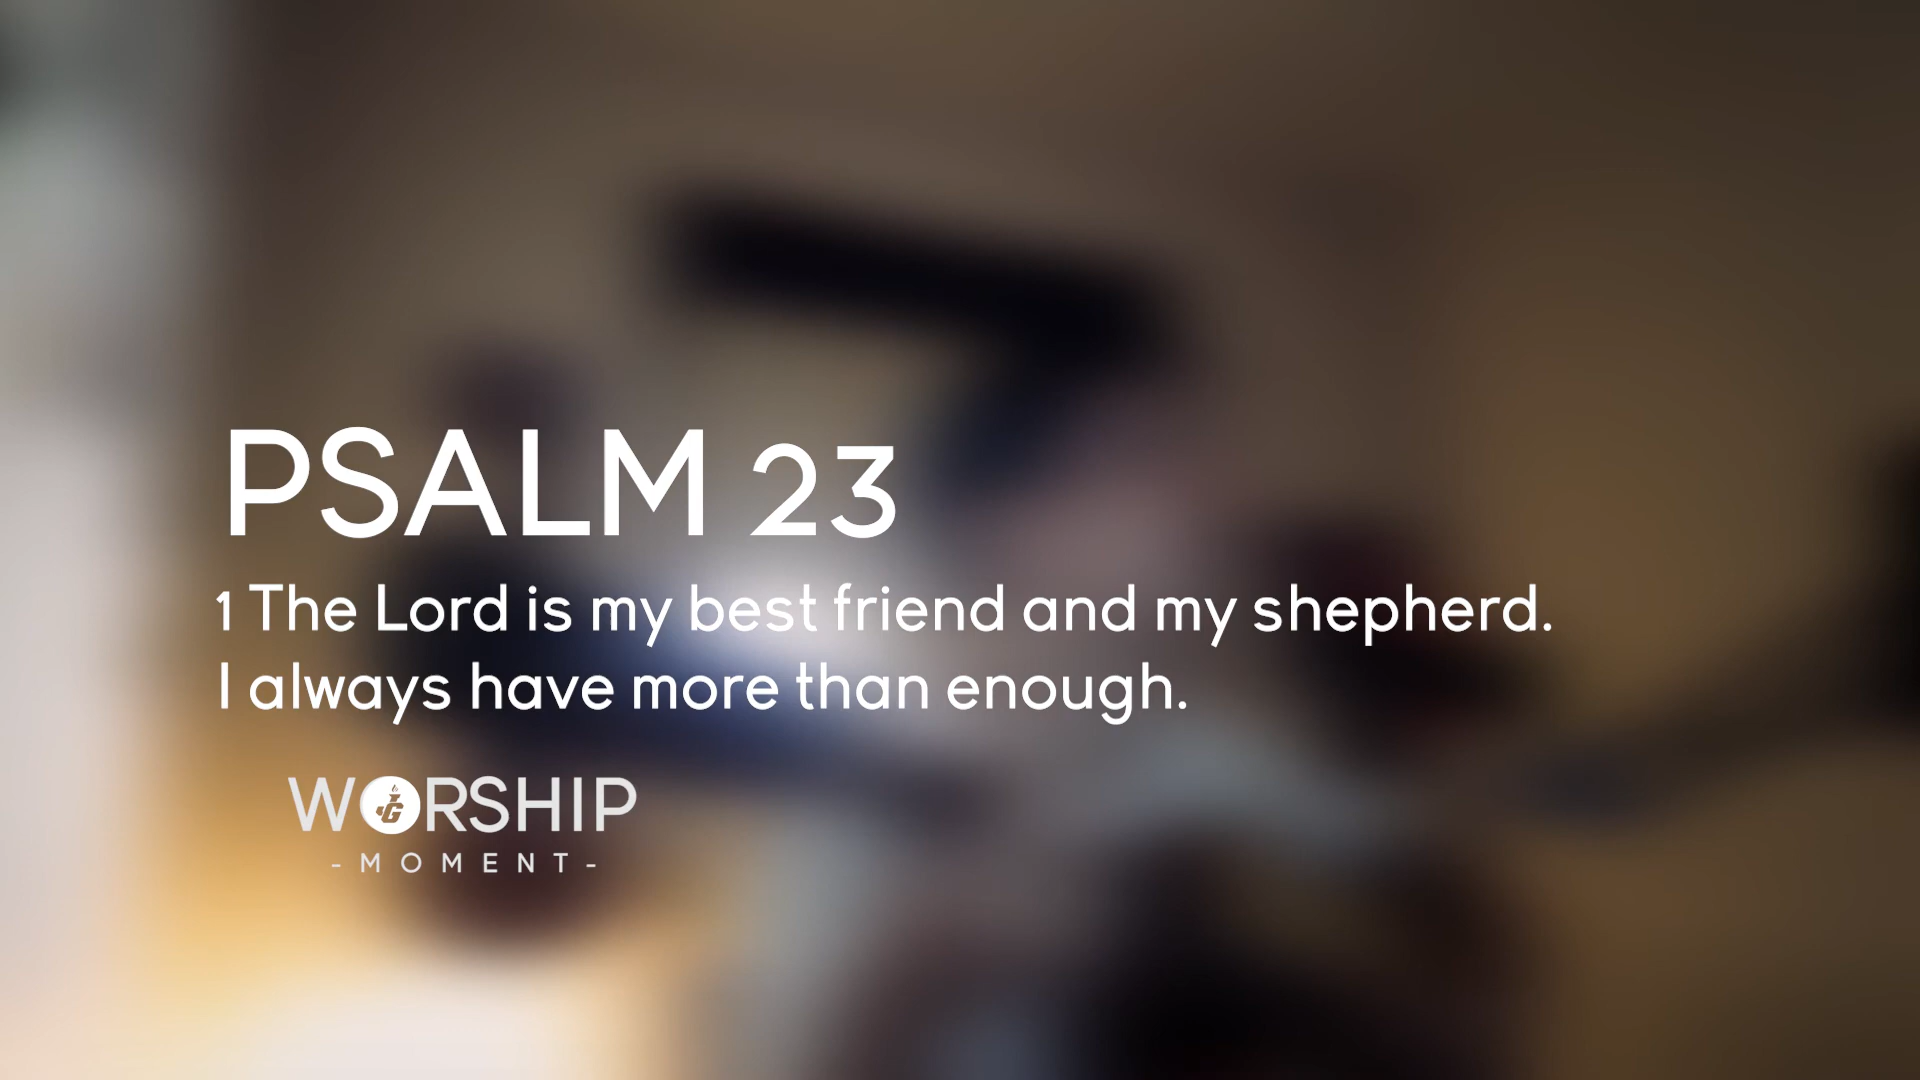 PSALM 23
1 The Lord is my best friend and my shepherd.
I always have more than enough.
WORSHIP
- MOMENT -